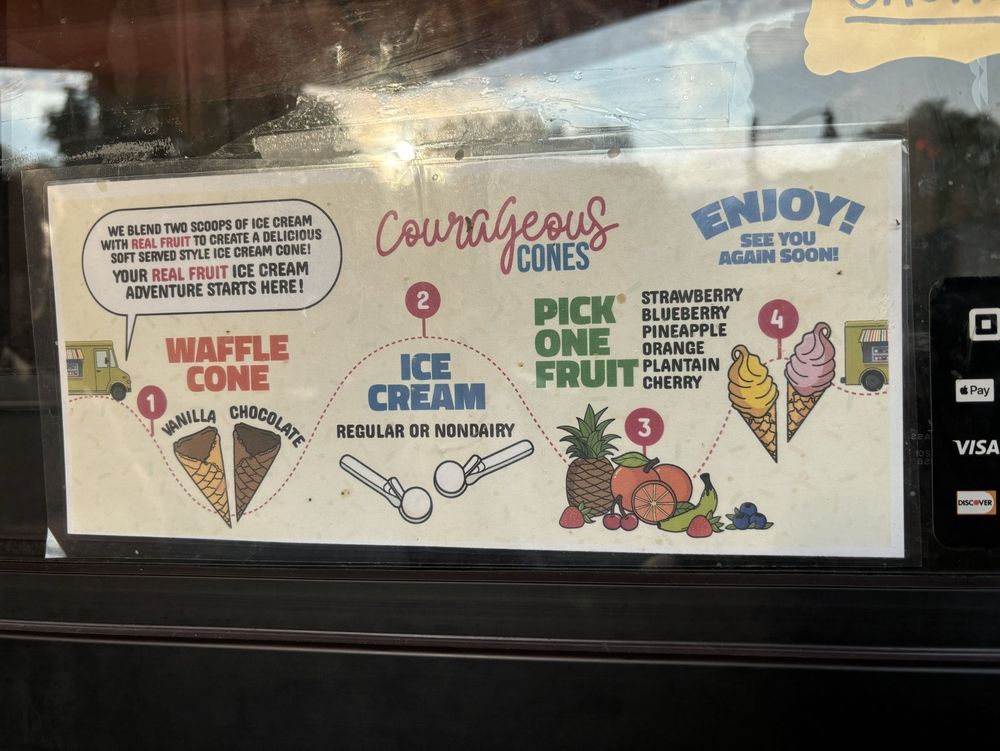 WE BLEND TWO SCOOPS OF ICE CREAM
WITH REAL FRUIT TO CREATE A DELICIOUS
SOFT SERVED STYLE ICE CREAM CONE!
YOUR REAL FRUIT ICE CREAM
ADVENTURE STARTS HERE!
Courageous
CONES
ENJOY!
SEE YOU
AGAIN SOON!
1
WAFFLE
CONE
VANILLA
CHOCOLATE
2
ICE
CREAM
REGULAR OR NONDAIRY
PICK
ONE
FRUIT
STRAWBERRY
BLUEBERRY
PINEAPPLE
ORANGE
PLANTAIN
CHERRY
3
4
Pay
VISA
DISCOVER